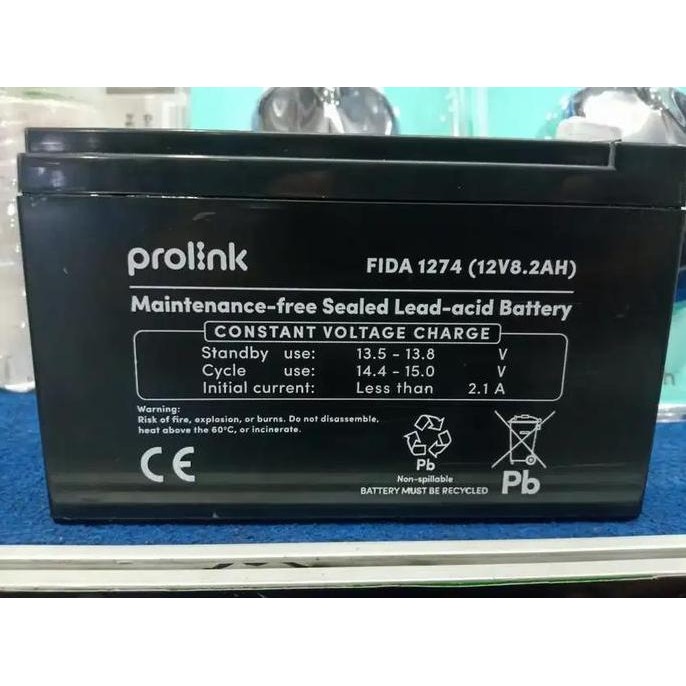 prolink
FIDA 1274 (12V8.2AH)
Maintenance-free Sealed Lead-acid Battery
CONSTANT VOLTAGE CHARGE
Standby use: 13.5 - 13.8 V
Cycle use: 14.4 - 15.0 V
Initial current: Less than 2.1 A
Warning:
Risk of fire, explosion, or burns. Do not disassemble,
heat above the 60°C, or incinerate.
CE
Pb
Non-spillable
BATTERY MUST BE RECYCLED
Pb